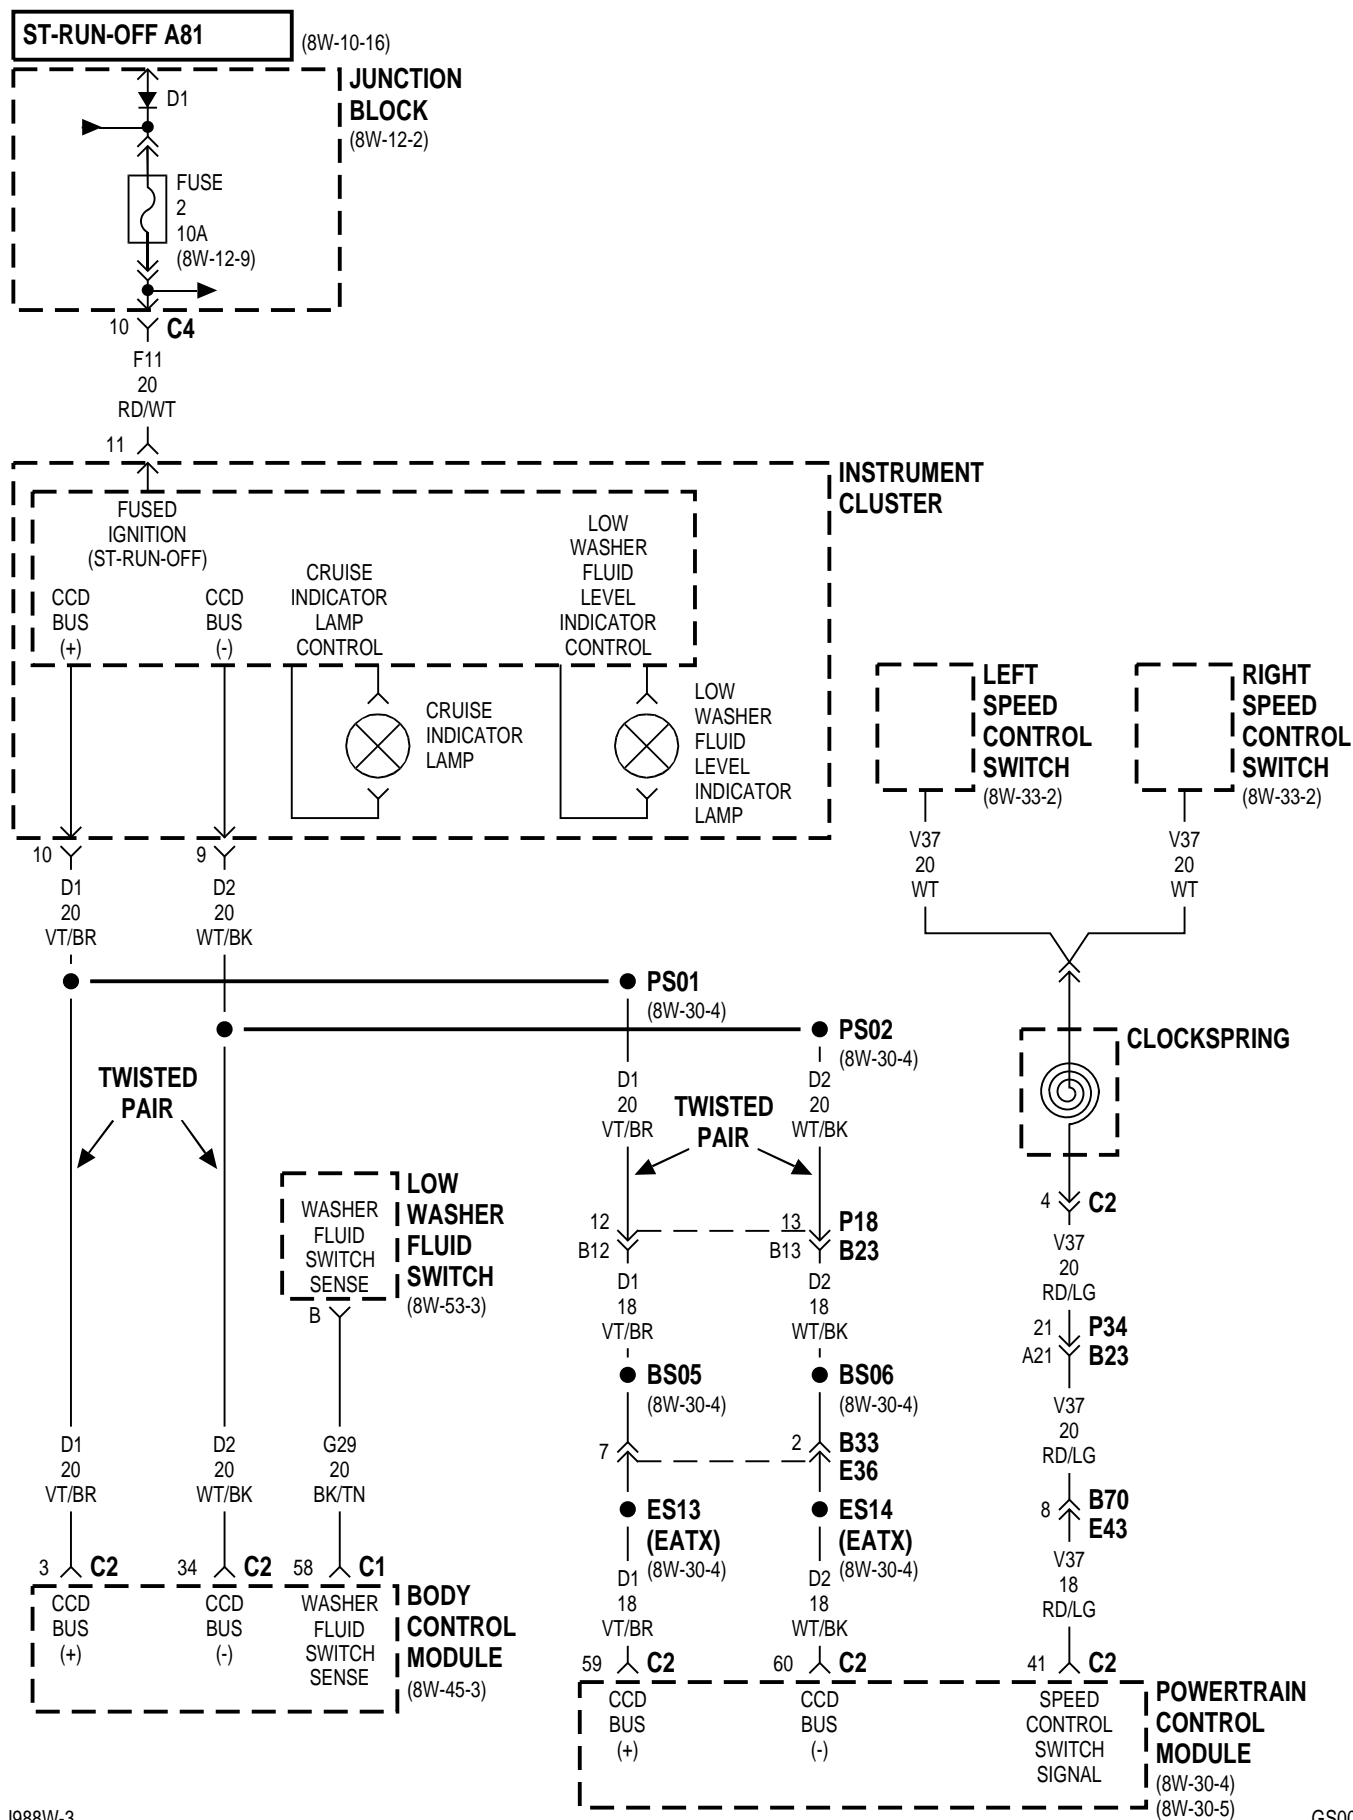 ST-RUN-OFF A81
(8W-10-16)
JUNCTION
BLOCK
(8W-12-2)
D1
FUSE
2
10A
(8W-12-9)
10
C4
F11
20
RD/WT
11
INSTRUMENT
CLUSTER
FUSED
IGNITION
(ST-RUN-OFF)
CCD
BUS
(+)
CCD
BUS
(-)
CRUISE
INDICATOR
LAMP
CONTROL
LOW
WASHER
FLUID
LEVEL
INDICATOR
CONTROL
CRUISE
INDICATOR
LAMP
LOW
WASHER
FLUID
LEVEL
INDICATOR
LAMP
LEFT
SPEED
CONTROL
SWITCH
(8W-33-2)
RIGHT
SPEED
CONTROL
SWITCH
(8W-33-2)
10
D1
20
VT/BR
9
D2
20
WT/BK
V37
20
WT
V37
20
WT
PS01
(8W-30-4)
PS02
(8W-30-4)
CLOCKSPRING
TWISTED
PAIR
D1
20
VT/BR
TWISTED
PAIR
D2
20
WT/BK
WASHER
FLUID
SWITCH
SENSE
LOW
WASHER
FLUID
SWITCH
(8W-53-3)
B
12
B12
13
B13
P18
B23
4
C2
V37
20
RD/LG
D1
18
VT/BR
D2
18
WT/BK
21
A21
P34
B23
BS05
(8W-30-4)
BS06
(8W-30-4)
V37
20
RD/LG
D1
20
VT/BR
D2
20
WT/BK
G29
20
BK/TN
7
2
B33
E36
8
B70
E43
ES13
(EATX)
(8W-30-4)
ES14
(EATX)
(8W-30-4)
V37
18
RD/LG
3
C2
34
C2
58
C1
D1
18
VT/BR
D2
18
WT/BK
CCD
BUS
(+)
CCD
BUS
(-)
WASHER
FLUID
SWITCH
SENSE
BODY
CONTROL
MODULE
(8W-45-3)
59
C2
60
C2
41
C2
CCD
BUS
(+)
CCD
BUS
(-)
SPEED
CONTROL
SWITCH
SIGNAL
POWERTRAIN
CONTROL
MODULE
(8W-30-4)
(8W-30-5)
J988W-3